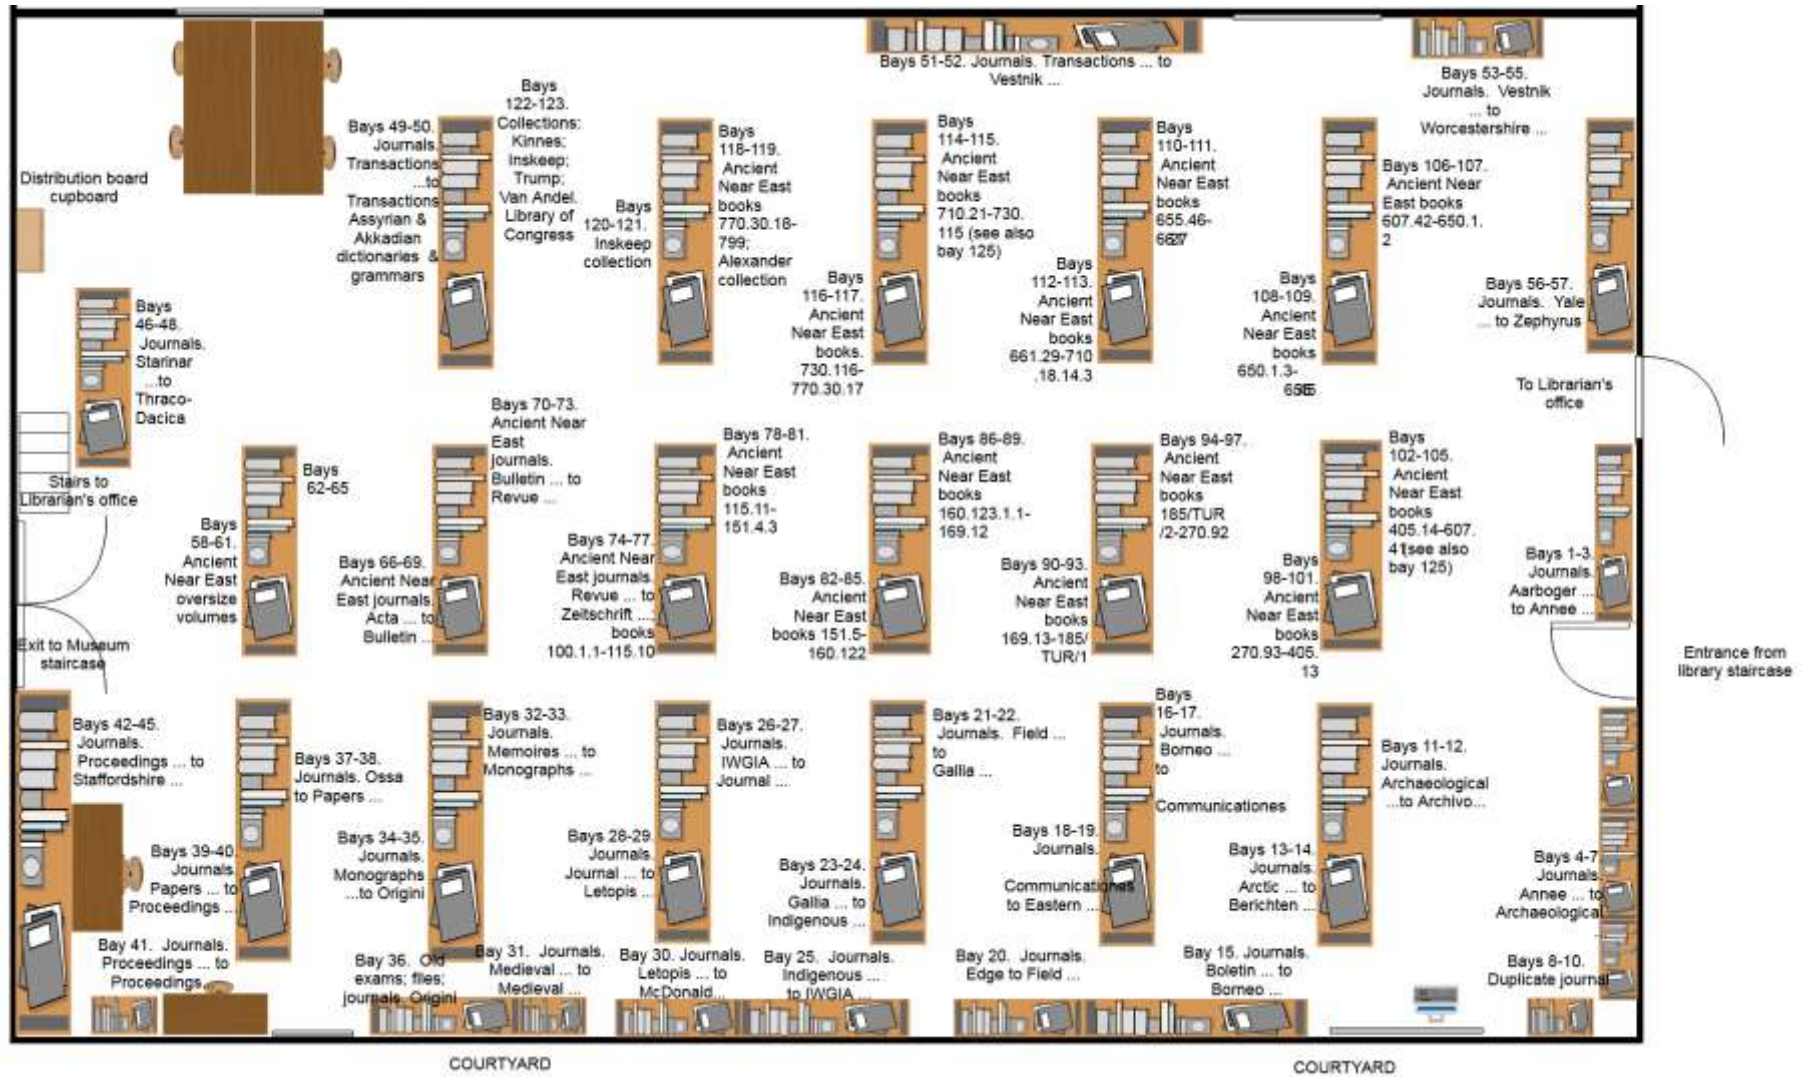 Bays 51-52. Journals. Transactions ... to
Vestnik ...
Bays 53-55.
Journals. Vestnik
... to
Worcestershire ...
Distribution board
cupboard
Bays 49-50.
Journals.
Transactions
...to
Transactions
Assyrian &
Akkadian
dictionaries &
grammars
Bays
122-123.
Collections:
Kinnes;
Inskeep;
Trump;
Van Andel.
Library of
Congress
Bays
120-121.
Inskeep
collection
Bays
118-119.
Ancient
Near East
books
770.30.18-
799;
Alexander
collection
Bays
116-117.
Ancient
Near East
books.
730.116-
770.30.17
Bays
114-115.
Ancient
Near East
books
710.21-730.
115 (see also
bay 125)
Bays
112-113.
Ancient
Near East
books
661.29-710
.18.14.3
Bays
110-111.
Ancient
Near East
books
655.46-
Bays
108-109.
Ancient
Near East
books
650.1.3-
Bays 106-107.
Ancient Near
East books
607.42-650.1.
2
Bays 56-57.
Journals. Yale
... to Zephyrus
Bays
46-48.
Journals.
Starinar
...to
Thraco-
Dacica
To Librarian's
office
Stairs to
Librarian's office
Bays
62-65
Bays
58-61.
Ancient
Near East
oversize
volumes
Bays 70-73.
Ancient Near
East
journals.
Bulletin ... to
Revue ...
Bays 66-69.
Ancient Near
East journals.
Acta ... to
Bulletin ...
Bays 78-81.
Ancient
Near East
books
115.11-
151.4.3
Bays 74-77.
Ancient Near
East journals.
Revue ... to
Zeitschrift ...;
books
100.1.1-115.10
Bays 86-89.
Ancient
Near East
books
160.123.1.1-
169.12
Bays 82-85.
Ancient
Near East
books 151.5-
160.122
Bays 94-97.
Ancient
Near East
books
185/TUR
/2-270.92
Bays 90-93.
Ancient
Near East
books
169.13-185/
TUR/1
Bays
102-105.
Ancient
Near East
books
405.14-607.
41(see also
bay 125)
Bays
98-101.
Ancient
Near East
books
270.93-405.
13
Bays 1-3.
Journals.
Aarboger ...
to Annee ...
Exit to Museum
staircase
Entrance from
library staircase
Bays 42-45.
Journals.
Proceedings ... to
Staffordshire ...
Bays 37-38.
Journals. Ossa
to Papers ...
Bays 39-40.
Journals.
Papers ... to
Proceedings ...
Bays 32-33.
Journals.
Memoires ... to
Monographs ...
Bays 34-35.
Journals.
Monographs
...to Origini
Bays 26-27.
Journals.
IWGIA ... to
Journal ...
Bays 28-29.
Journals.
Journal ... to
Letopis ...
Bays 21-22.
Journals. Field ...
to
Gallia ...
Bays 23-24.
Journals.
Gallia ... to
Indigenous ...
Bays
16-17.
Journals.
Borneo ...
to
Communicationes
Bays 18-19.
Journals.
Communicationes
to Eastern ...
Bays 11-12.
Journals.
Archaeological
...to Archivo...
Bays 13-14.
Journals.
Arctic ... to
Berichten ...
Bays 4-7.
Journals.
Annee ... to
Archaeological
...
Bay 41. Journals.
Proceedings ... to
Proceedings...
Bay 36. Old
exams; files;
journals. Origini
Bay 31. Journals.
Medieval ... to
Medieval ...
Bay 30. Journals.
Letopis ... to
McDonald...
Bay 25. Journals.
Indigenous ...
to IWGIA ...
Bay 20. Journals.
Edge to Field ...
Bay 15. Journals.
Boletin ... to
Borneo ...
Bays 8-10.
Duplicate journal
COURTYARD
COURTYARD